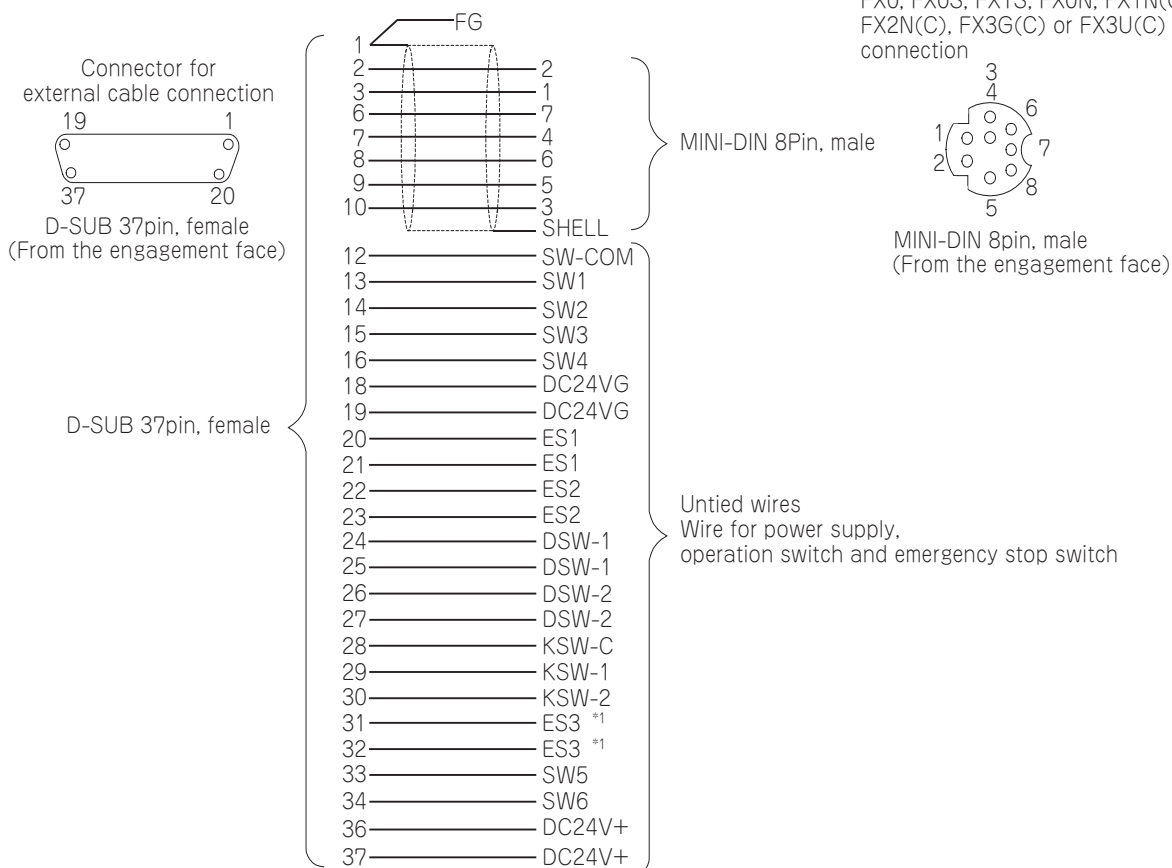 FX0, FX0S, FX1S, FX0N, FX1N(C
FX2N(C), FX3G(C) or FX3U(C)
connection
FG
Connector for
external cable connection
19 1
37 20
D-SUB 37pin, female
(From the engagement face)
1
2 2
3 1
6 7
7 4
8 6
9 5
10 3
SHELL
MINI-DIN 8Pin, male
3
4
6
1
7
2
8
5
MINI-DIN 8pin, male
(From the engagement face)
12 SW-COM
13 SW1
14 SW2
15 SW3
16 SW4
18 DC24VG
19 DC24VG
20 ES1
21 ES1
22 ES2
23 ES2
24 DSW-1
25 DSW-1
26 DSW-2
27 DSW-2
28 KSW-C
29 KSW-1
30 KSW-2
31 ES3 *1
32 ES3 *1
33 SW5
34 SW6
36 DC24V+
37 DC24V+
D-SUB 37pin, female
Untied wires
Wire for power supply,
operation switch and emergency stop switch